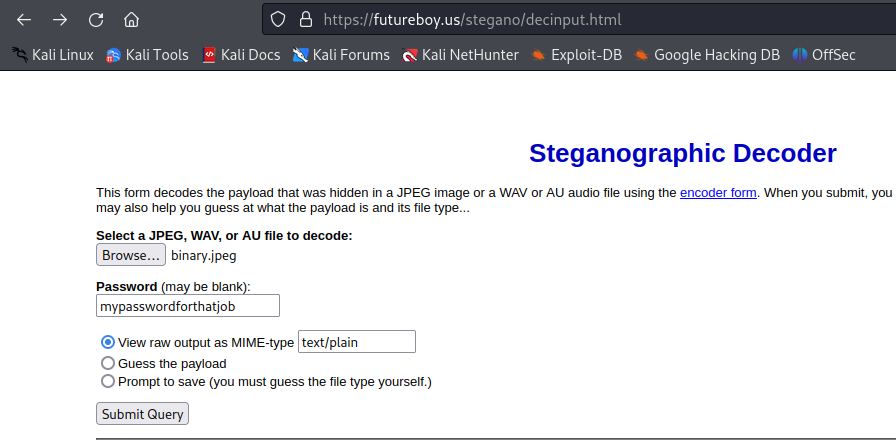 https://futureboy.us/stegano/decinput.html
Kali Linux Kali Tools Kali Docs Kali Forums Kali NetHunter Exploit-DB Google Hacking DB OffSec
Steganographic Decoder
This form decodes the payload that was hidden in a JPEG image or a WAV or AU audio file using the encoder form. When you submit, you
may also help you guess at what the payload is and its file type...
Select a JPEG, WAV, or AU file to decode:
Browse... binary.jpeg
Password (may be blank):
mypasswordforthatjob
View raw output as MIME-type text/plain
Guess the payload
Prompt to save (you must guess the file type yourself.)
Submit Query